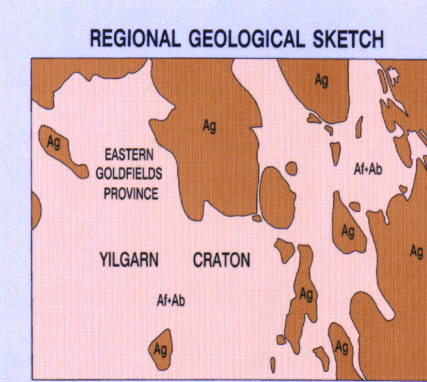 REGIONAL GEOLOGICAL SKETCH
Ag
Ag
Ag
EASTERN
GOLDFIELDS
PROVINCE
Af+Ab
Ag
Ag
YILGARN CRATON
Af+Ab
Ag
Ag
Ag